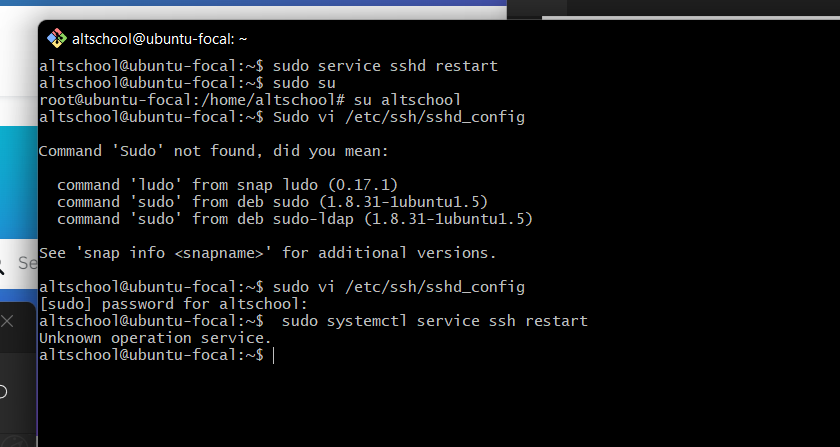 altschool@ubuntu-focal: ~
altschool@ubuntu-focal:~$ sudo service sshd restart
altschool@ubuntu-focal:~$ sudo su
root@ubuntu-focal:/home/altschool# su altschool
altschool@ubuntu-focal:~$ Sudo vi /etc/ssh/sshd_config
Command 'Sudo' not found, did you mean:
command 'ludo' from snap ludo (0.17.1)
command 'sudo' from deb sudo (1.8.31-1ubuntu1.5)
command 'sudo' from deb sudo-ldap (1.8.31-1ubuntu1.5)
See 'snap info <snapname>' for additional versions.
altschool@ubuntu-focal:~$ sudo vi /etc/ssh/sshd_config
[sudo] password for altschool:
altschool@ubuntu-focal:~$  sudo systemctl service ssh restart
Unknown operation service.
altschool@ubuntu-focal:~$
Se